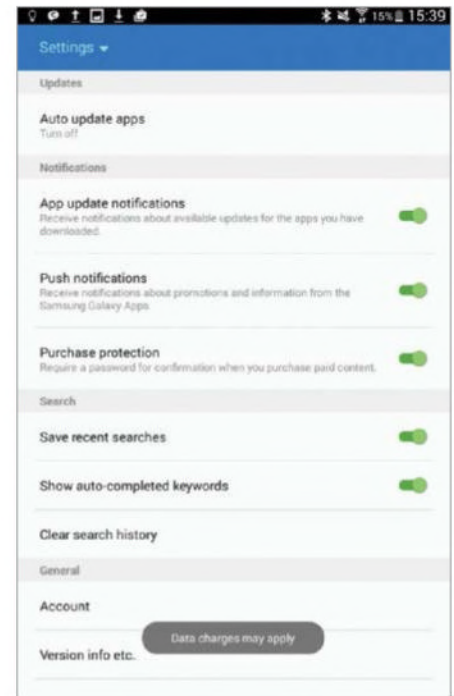 15% 15:39
Settings
Updates
Auto update apps
Turn off
Notifications
App update notifications
Receive notifications about available updates for the apps you have
downloaded.
Push notifications
Receive notifications about promotions and information from the
Samsung Galaxy Apps
Purchase protection
Require a password for confirmation when you purchase paid content.
Search
Save recent searches
Show auto-completed keywords
Clear search history
General
Account
Data charges may apply
Version info etc.